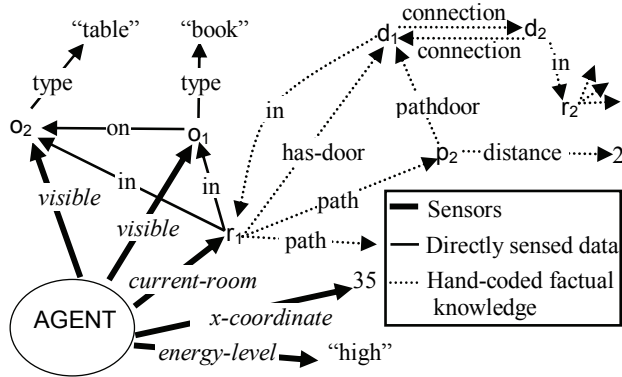 connection
"table" "book" d₁ d₂
connection
type type in in
pathdoor r₂
o₂ on o₁
has-door p₂ distance 2
in in
visible visible path
r₁ path
Sensors
Directly sensed data
Hand-coded factual
knowledge
current-room 35
AGENT x-coordinate
energy-level "high"